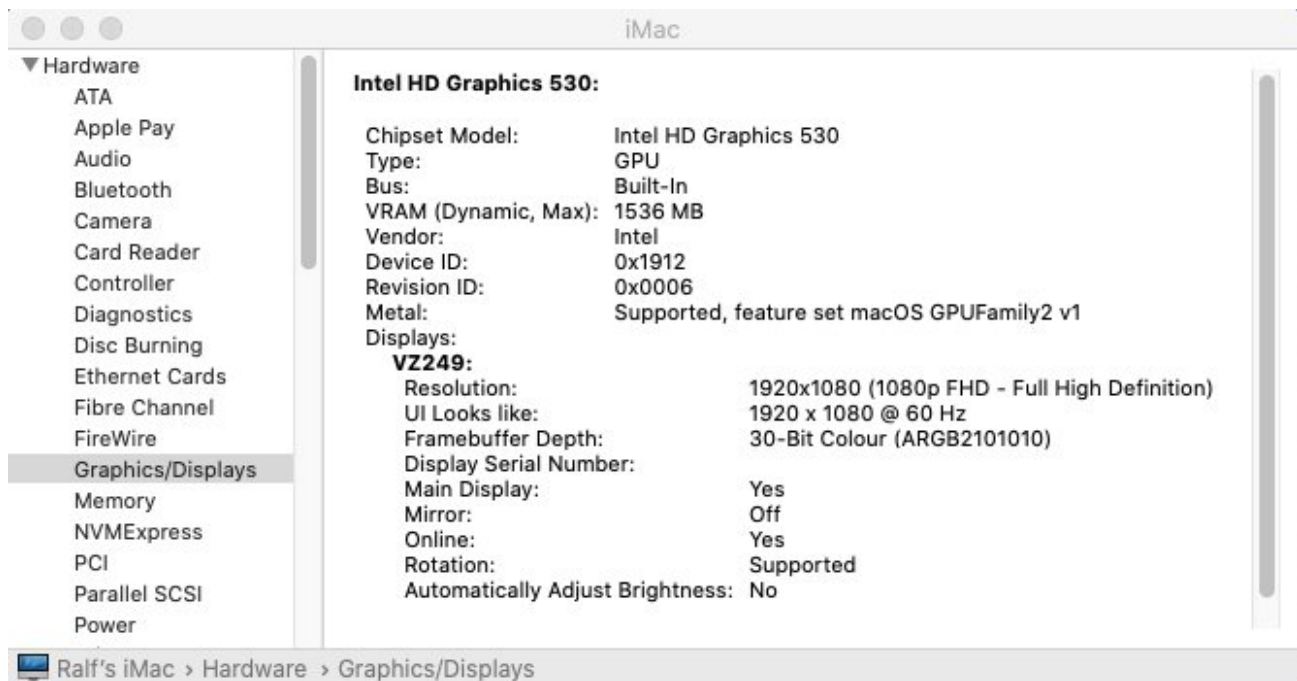 iMac
Hardware
ATA
Apple Pay
Audio
Bluetooth
Camera
Card Reader
Controller
Diagnostics
Disc Burning
Ethernet Cards
Fibre Channel
FireWire
Graphics/Displays
Memory
NVMExpress
PCI
Parallel SCSI
Power
Intel HD Graphics 530:
Chipset Model: Intel HD Graphics 530
Type: GPU
Bus: Built-In
VRAM (Dynamic, Max): 1536 MB
Vendor: Intel
Device ID: 0x1912
Revision ID: 0x0006
Metal: Supported, feature set macOS GPUFamily2 v1
Displays:
VZ249:
Resolution: 1920x1080 (1080p FHD - Full High Definition)
UI Looks like: 1920 x 1080 @ 60 Hz
Framebuffer Depth: 30-Bit Colour (ARGB2101010)
Display Serial Number:
Main Display: Yes
Mirror: Off
Online: Yes
Rotation: Supported
Automatically Adjust Brightness: No
Ralf's iMac › Hardware › Graphics/Displays